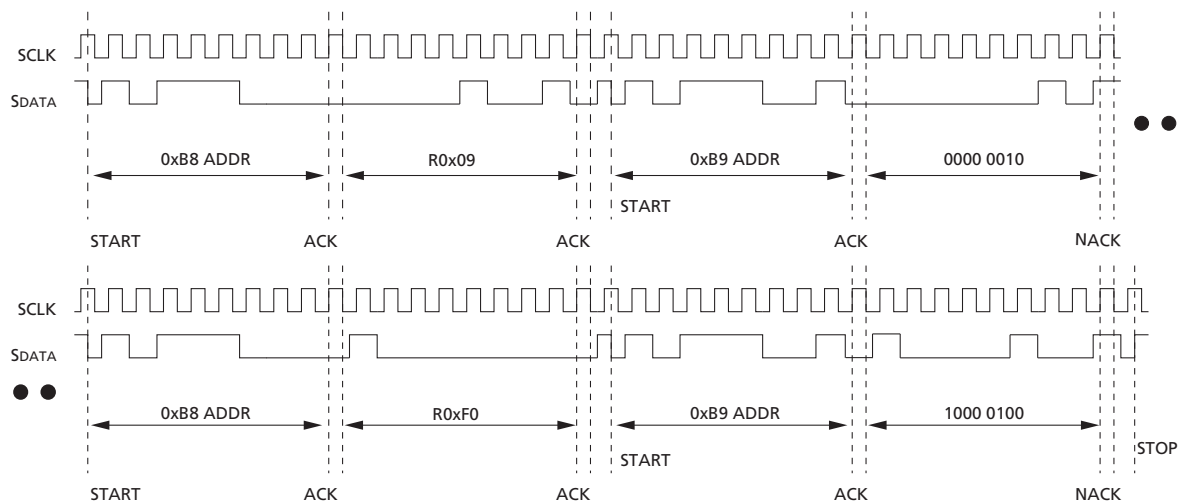 SCLK
SDATA
0xB8 ADDR R0x09 0xB9 ADDR 0000 0010
START
START ACK ACK ACK NACK
SCLK
SDATA
0xB8 ADDR R0xF0 0xB9 ADDR 1000 0100
STOP
START
START ACK ACK ACK NACK